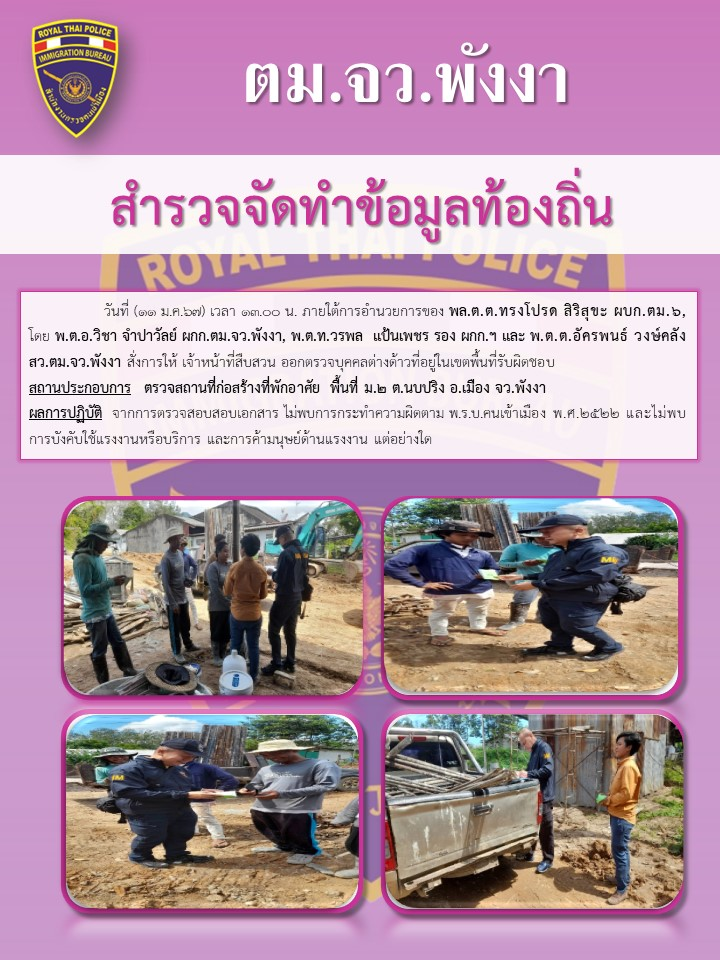 ROYAL THAI POLICE
IMMIGRATION BUREAU
สำนักงานตรวจคนเข้าเมือง
ตม.จว.พังงา
สำรวจจัดทำข้อมูลท้องถิ่น
ROYAL THAI POLICE
วันที่ (๑๑ ม.ค.๖๗) เวลา ๑๓.๐๐ น. ภายใต้การอำนวยการของ พล.ต.ต.ทรงโปรด สิริสุขะ ผบก.ตม.๖,
โดย พ.ต.อ.วิชา จำปาวัลย์ ผกก.ตม.จว.พังงา, พ.ต.ท.วรพล แป้นเพชร รอง ผกก.ฯ และ พ.ต.ต.อัครพนธ์ วงษ์คลัง
สว.ตม.จว.พังงา สั่งการให้ เจ้าหน้าที่สืบสวน ออกตรวจบุคคลต่างด้าวที่อยู่ในเขตพื้นที่รับผิดชอบ
สถานประกอบการ ตรวจสถานที่ก่อสร้างที่พักอาศัย พื้นที่ ม.๒ ต.นบปริง อ.เมือง จว.พังงา
ผลการปฏิบัติ จากการตรวจสอบสอบเอกสาร ไม่พบการกระทำความผิดตาม พ.ร.บ.คนเข้าเมือง พ.ศ.๒๕๒๒ และไม่พบ
การบังคับใช้แรงงานหรือบริการ และการค้ามนุษย์ด้านแรงงาน แต่อย่างใด